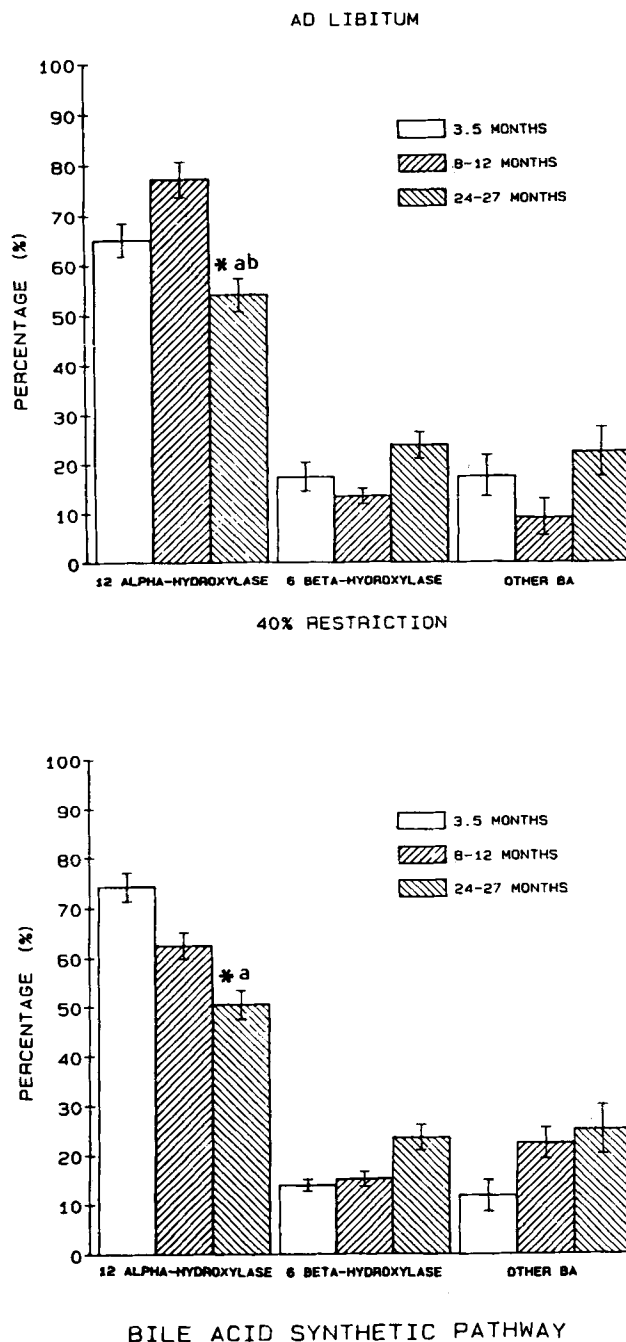 AD LIBITUM
100
90
80
70
60
50
40
30
20
10
0
PERCENTAGE (%)
3.5 MONTHS
8-12 MONTHS
24-27 MONTHS
* ab
12 ALPHA-HYDROXYLASE 6 BETA-HYDROXYLASE OTHER BA
40% RESTRICTION
100
90
80
70
60
50
40
30
20
10
0
PERCENTAGE (%)
3.5 MONTHS
8-12 MONTHS
24-27 MONTHS
* a
12 ALPHA-HYDROXYLASE 6 BETA-HYDROXYLASE OTHER BA
BILE ACID SYNTHETIC PATHWAY